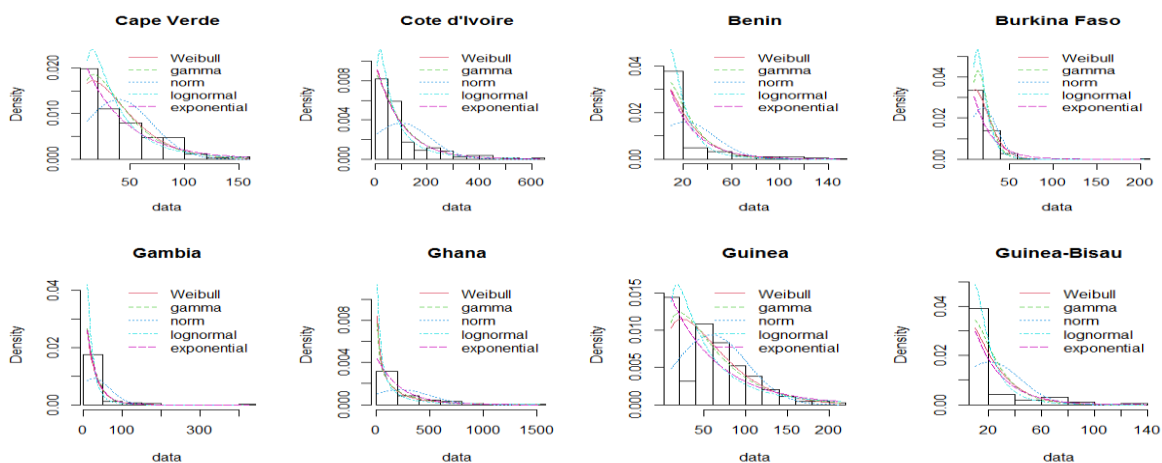 Cape Verde
Density
0.000 0.010 0.020
Weibull
gamma
norm
lognormal
exponential
50 100 150
data
Cote d'Ivoire
Density
0.000 0.004 0.008
Weibull
gamma
norm
lognormal
exponential
0 200 400 600
data
Benin
Density
0.00 0.02 0.04
Weibull
gamma
norm
lognormal
exponential
20 60 100 140
data
Burkina Faso
Density
0.00 0.02 0.04
Weibull
gamma
norm
lognormal
exponential
0 50 100 200
data
Gambia
Density
0.00 0.02 0.04
Weibull
gamma
norm
lognormal
exponential
0 100 300
data
Ghana
Density
0.000 0.004 0.008
Weibull
gamma
norm
lognormal
exponential
0 500 1000 1500
data
Guinea
Density
0.000 0.005 0.010 0.015
Weibull
gamma
norm
lognormal
exponential
50 100 150 200
data
Guinea-Bisau
Density
0.00 0.02 0.04
Weibull
gamma
norm
lognormal
exponential
20 60 100 140
data